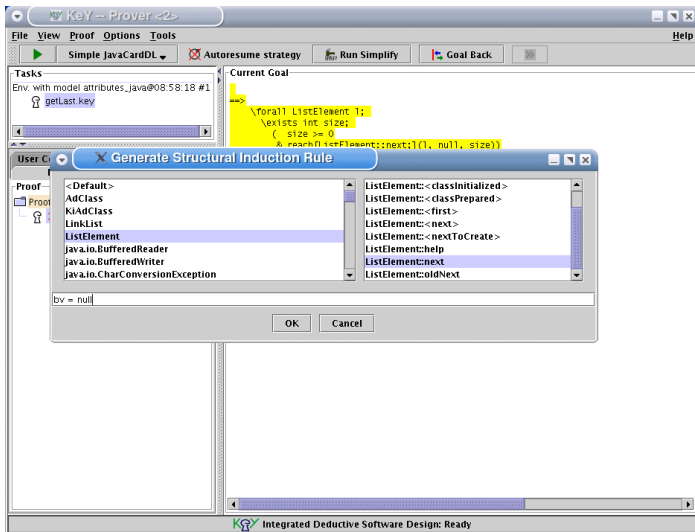 KeY -- Prover <2>
File View Proof Options Tools Help
Simple JavaCardDL Autoresume strategy Run Simplify Goal Back
Tasks
Env. with model attributes_java@08:58:18 #1
getLast.key
Current Goal
==>
\forall ListElement l;
\exists int size;
( size >= 0
& reach[ListElement::next;](l, null, size))
User C
Generate Structural Induction Rule
Proof
Proof
<Default>
AdClass
KiAdClass
LinkList
ListElement
java.io.BufferedReader
java.io.BufferedWriter
java.io.CharConversionException
ListElement::<classInitialized>
ListElement::<classPrepared>
ListElement::<first>
ListElement::<next>
ListElement::<nextToCreate>
ListElement::help
ListElement::next
ListElement::oldNext
bv = null
OK Cancel
KeY Integrated Deductive Software Design: Ready